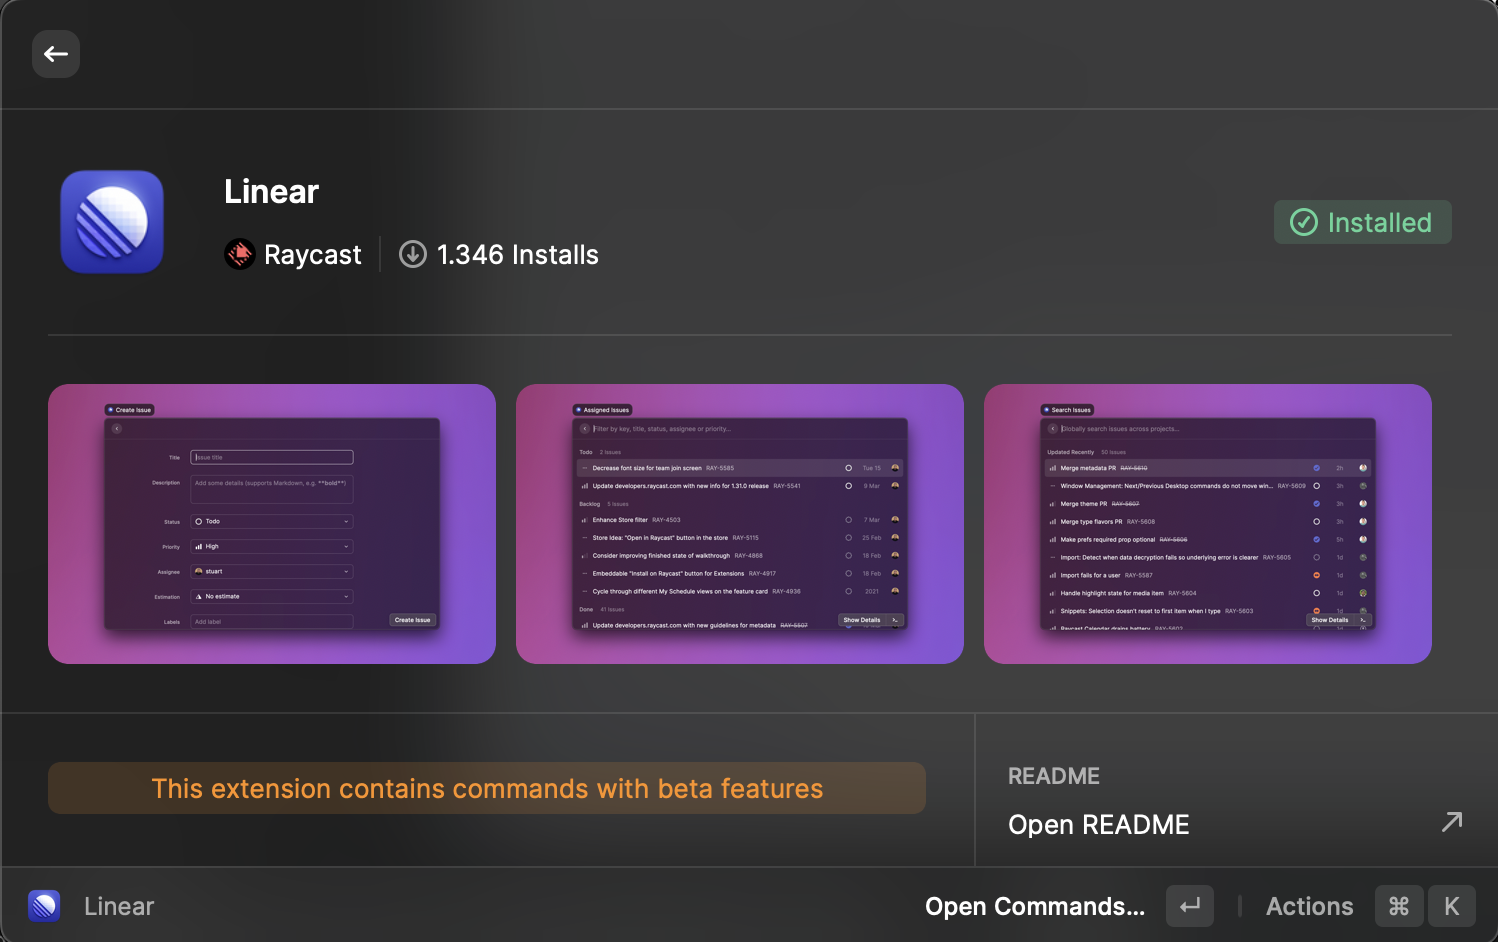 Linear
Raycast
1.346 Installs
Installed
Create Issue
Title
Issue title
Description
Add some details (supports Markdown, e.g. **bold**)
Status
Todo
Priority
High
Assignee
stuart
Estimation
No estimate
Labels
Add label
Create Issue
Assigned Issues
Filter by key, title, status, assignee or priority...
Todo 2 Issues
Decrease font size for team join screen RAY-5585 Tue 15
Update developers.raycast.com with new info for 1.31.0 release RAY-5541 9 Mar
Backlog 5 Issues
Enhance Store filter RAY-4503 7 Mar
Store Idea: "Open in Raycast" button in the store RAY-5115 25 Feb
Consider improving finished state of walkthrough RAY-4868 18 Feb
Embeddable "Install on Raycast" button for Extensions RAY-4917 18 Feb
Cycle through different My Schedule views on the feature card RAY-4936 2021
Done 41 Issues
Update developers.raycast.com with new guidelines for metadata RAY-5507
Show Details
Search Issues
Globally search issues across projects...
Updated Recently 50 Issues
Merge metadata PR RAY-5610 2h
Window Management: Next/Previous Desktop commands do not move win... RAY-5609 3h
Merge theme PR RAY-5607 3h
Merge type flavors PR RAY-5608 3h
Make prefs required prop optional RAY-5606 5h
Import: Detect when data decryption fails so underlying error is clearer RAY-5605 1d
Import fails for a user RAY-5587 1d
Handle highlight state for media item RAY-5604 1d
Snippets: Selection doesn't reset to first item when I type RAY-5603 1d
Raycast Calendar drains battery RAY-5602
Show Details
This extension contains commands with beta features
README
Open README
Linear
Open Commands...
Actions
⌘ K